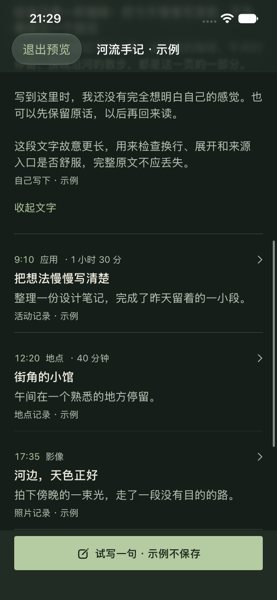 21:29
退出预览
河流手记 · 示例
写到这里时，我还没有完全想明白自己的感觉。也
可以先保留原话，以后再回来读。
这段文字故意更长，用来检查换行、展开和来源
入口是否舒服，完整原文不应丢失。
自己写下 · 示例
收起文字
9:10 应用 · 1 小时 30 分
把想法慢慢写清楚
整理一份设计笔记，完成了昨天留着的一小段。
活动记录 · 示例
12:20 地点 · 40 分钟
街角的小馆
午间在一个熟悉的地方停留。
地点记录 · 示例
17:35 影像
河边，天色正好
拍下傍晚的一束光，走了一段没有目的的路。
照片记录 · 示例
试写一句 · 示例不保存